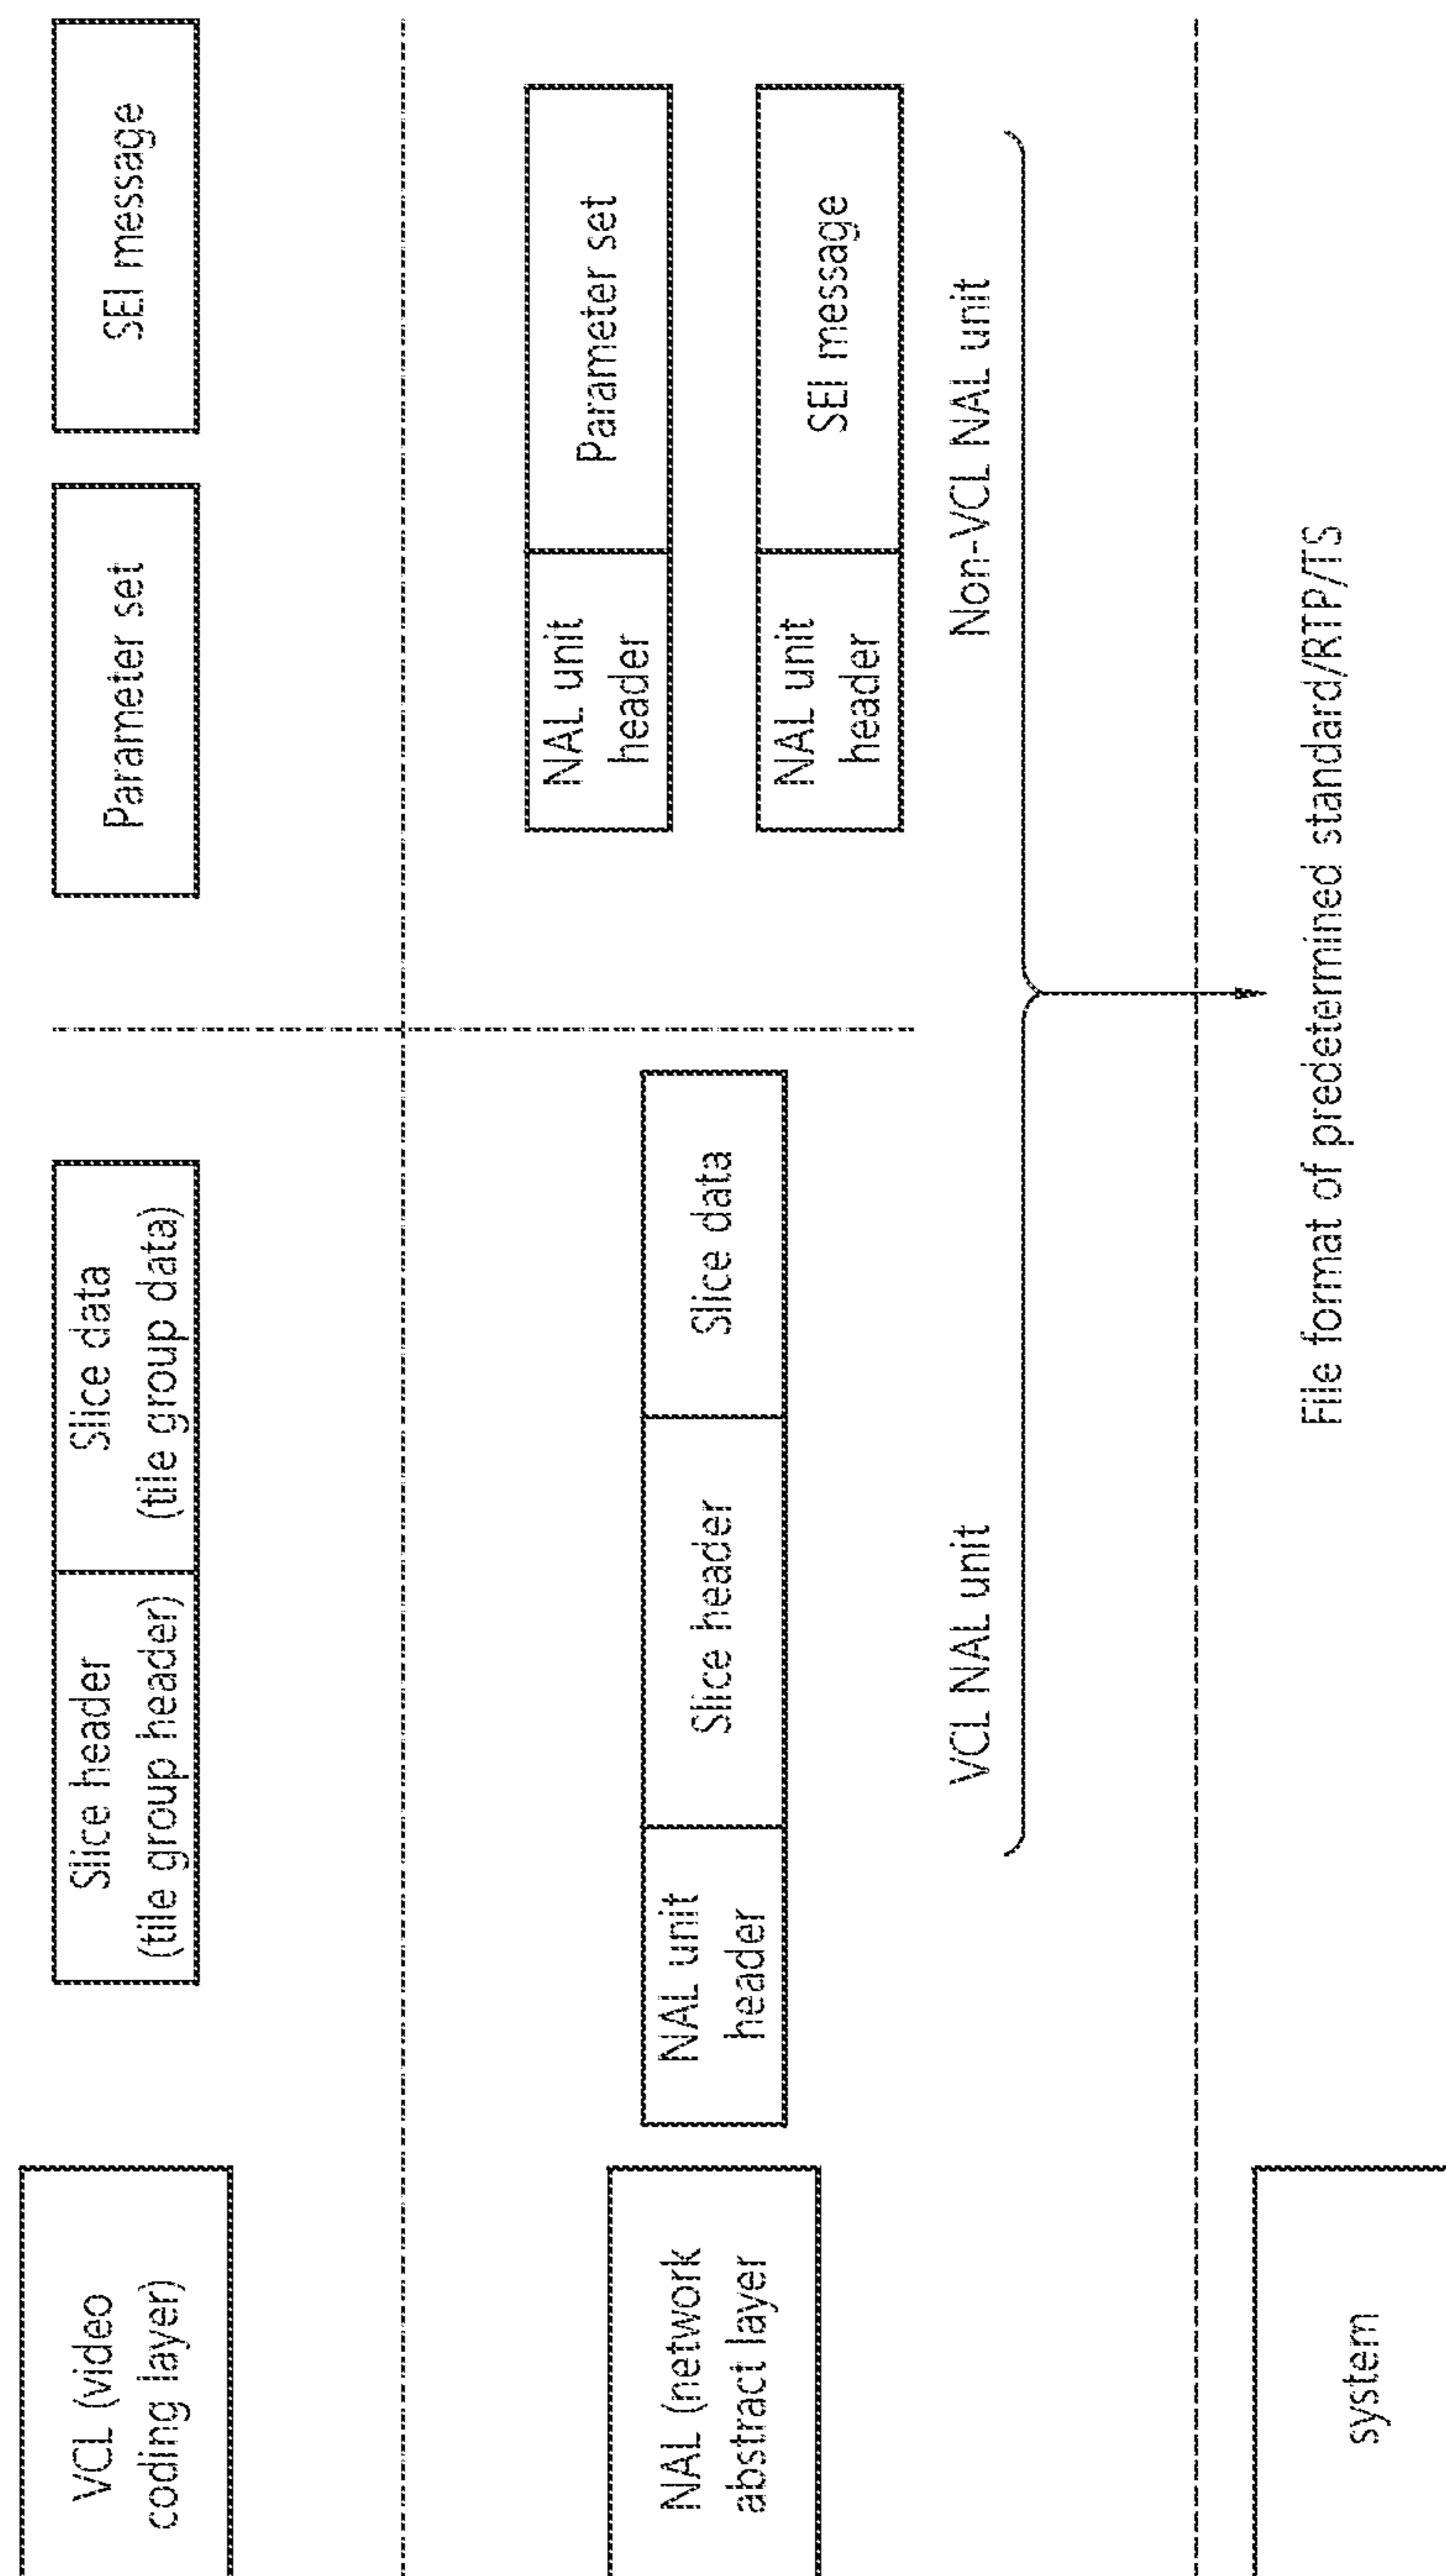 VCL (video
coding layer)
Slice header
(tile group header)
Slice data
(tile group data)
Parameter set
SEI message
NAL (network
abstract layer
NAL unit
header
Slice header
Slice data
NAL unit
header
Parameter set
NAL unit
header
SEI message
VCL NAL unit
Non-VCL NAL unit
system
File format of predetermined standard/RTP/TS